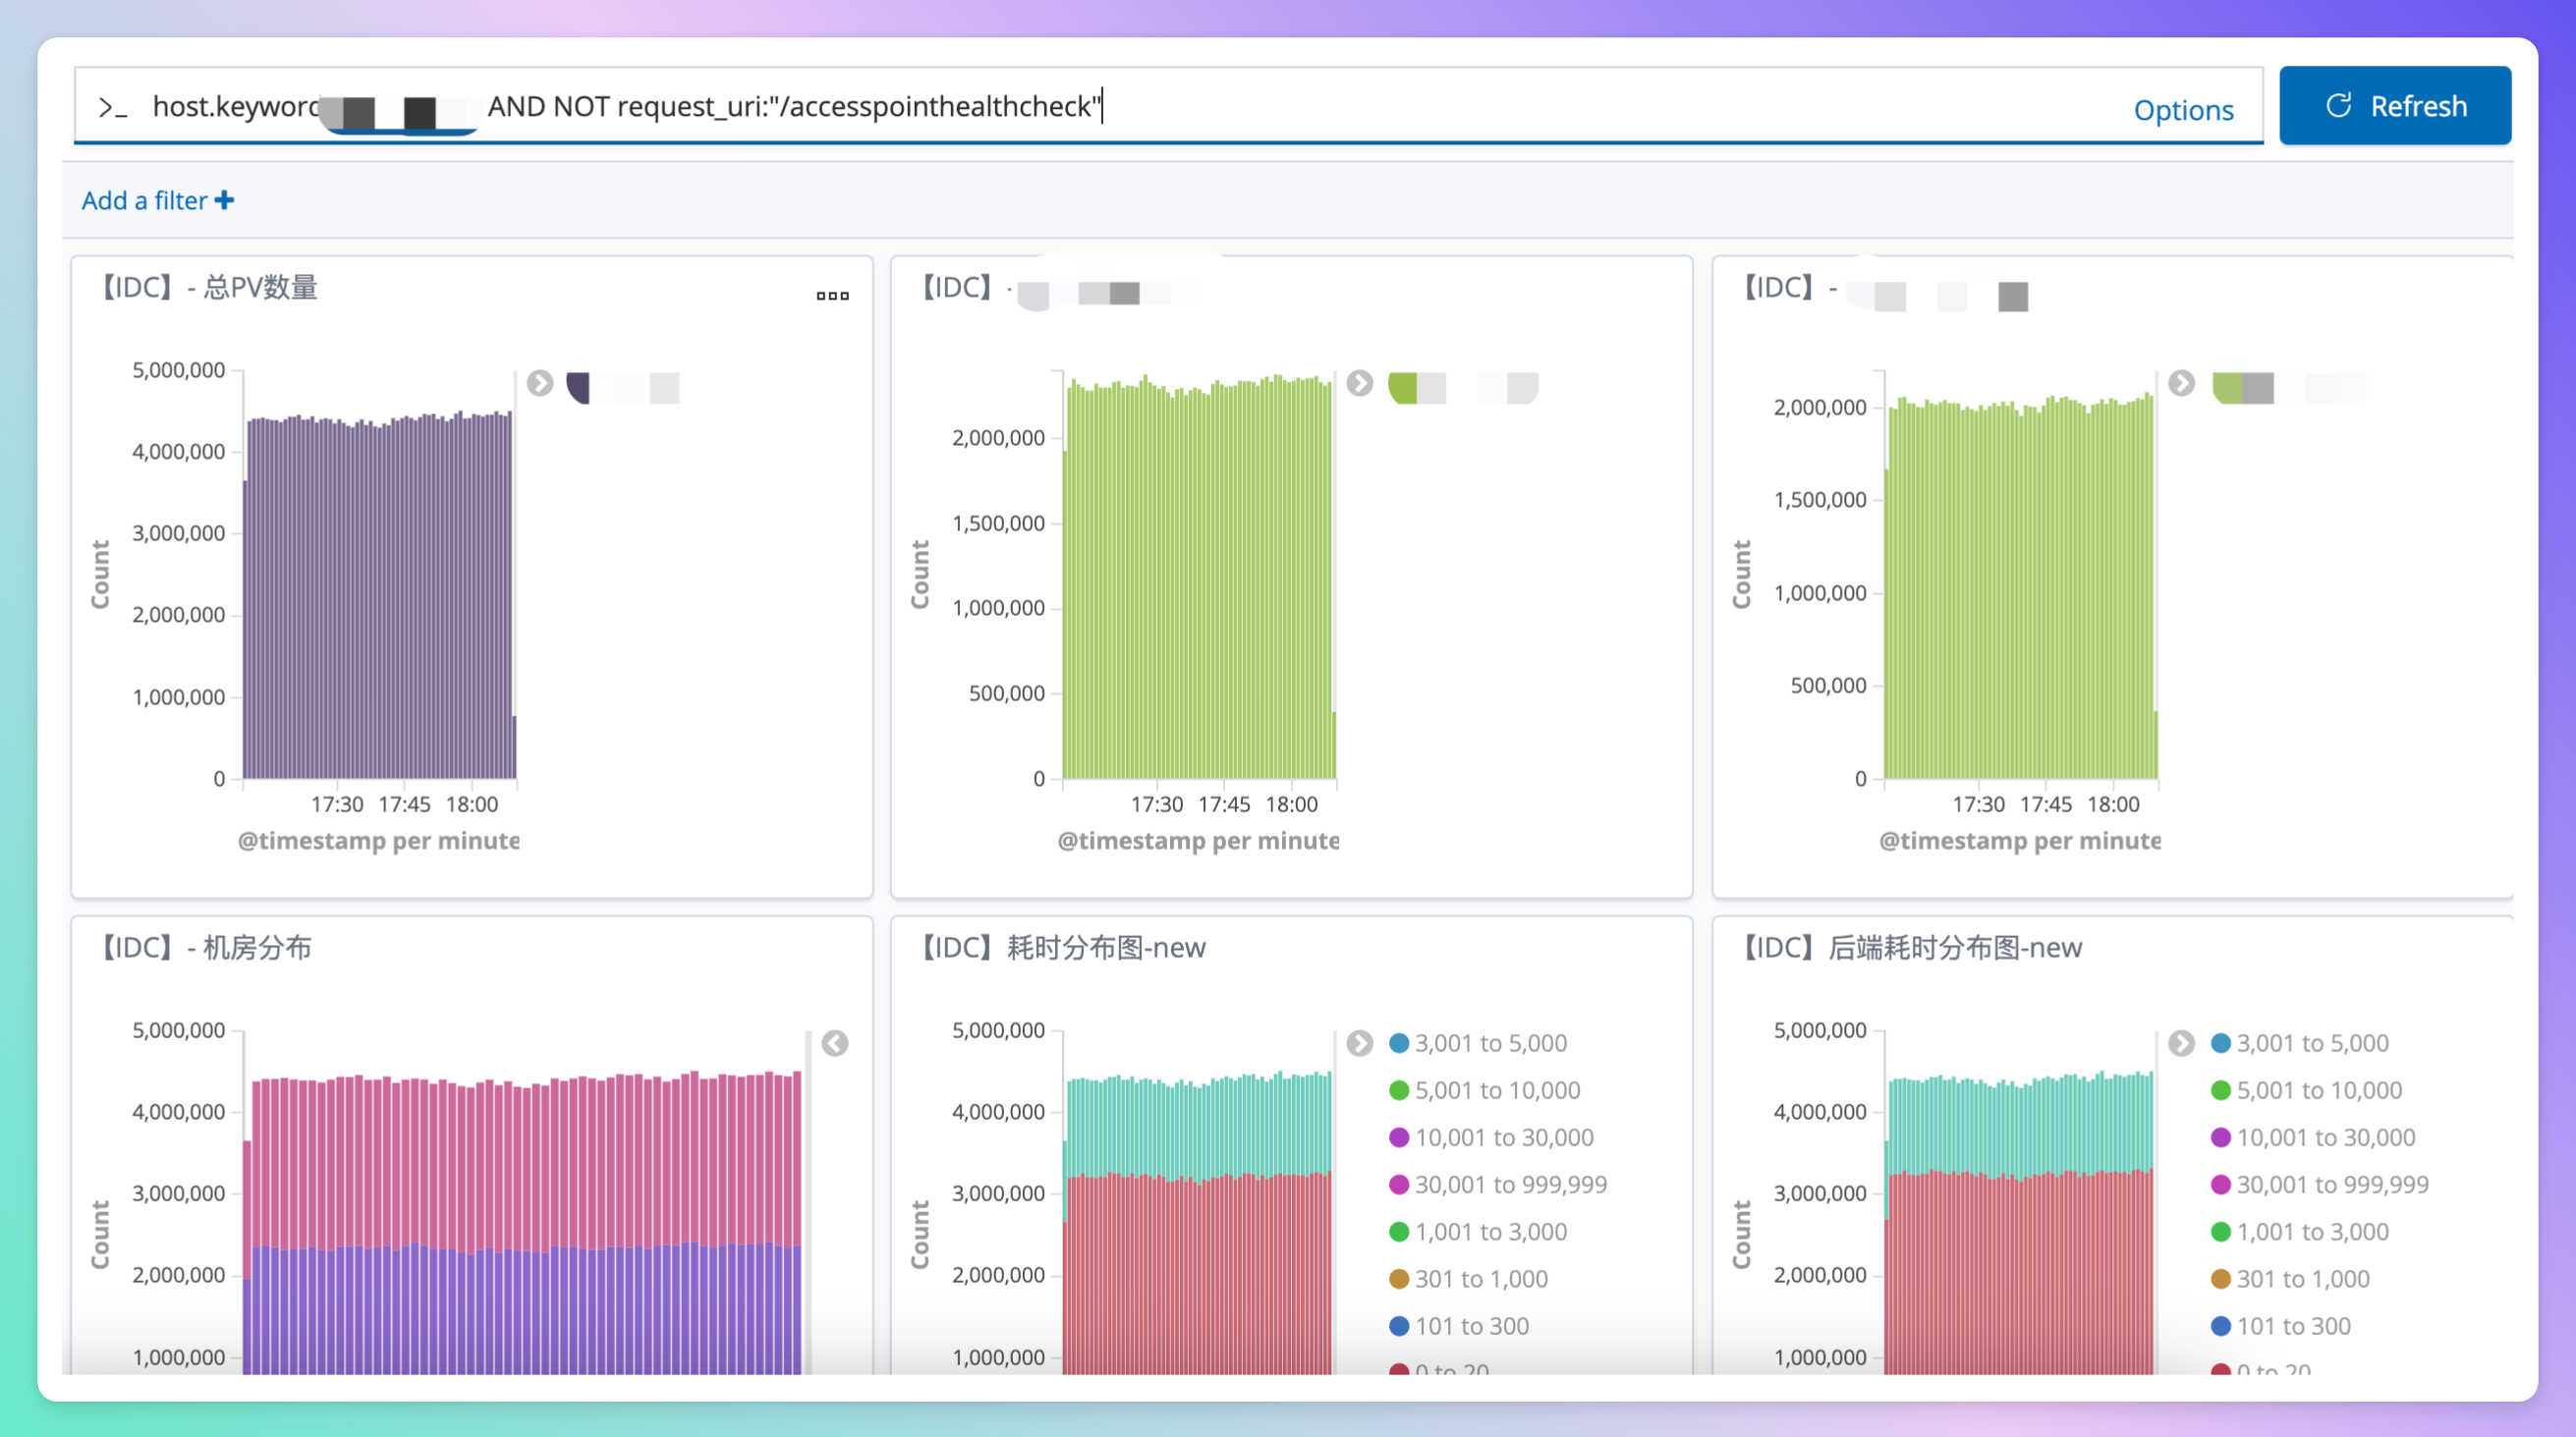 >_ host.keyword AND NOT request_uri:"/accesspointhealthcheck"
Options
Refresh
Add a filter
【IDC】- 总PV数量
5,000,000
4,000,000
3,000,000
2,000,000
1,000,000
0
Count
17:30 17:45 18:00
@timestamp per minute
【IDC】-
2,000,000
1,500,000
1,000,000
500,000
0
Count
17:30 17:45 18:00
@timestamp per minute
【IDC】-
2,000,000
1,500,000
1,000,000
500,000
0
Count
17:30 17:45 18:00
@timestamp per minute
【IDC】- 机房分布
5,000,000
4,000,000
3,000,000
2,000,000
1,000,000
Count
【IDC】耗时分布图-new
5,000,000
4,000,000
3,000,000
2,000,000
1,000,000
Count
3,001 to 5,000
5,001 to 10,000
10,001 to 30,000
30,001 to 999,999
1,001 to 3,000
301 to 1,000
101 to 300
0 to 20
【IDC】后端耗时分布图-new
5,000,000
4,000,000
3,000,000
2,000,000
1,000,000
Count
3,001 to 5,000
5,001 to 10,000
10,001 to 30,000
30,001 to 999,999
1,001 to 3,000
301 to 1,000
101 to 300
0 to 20